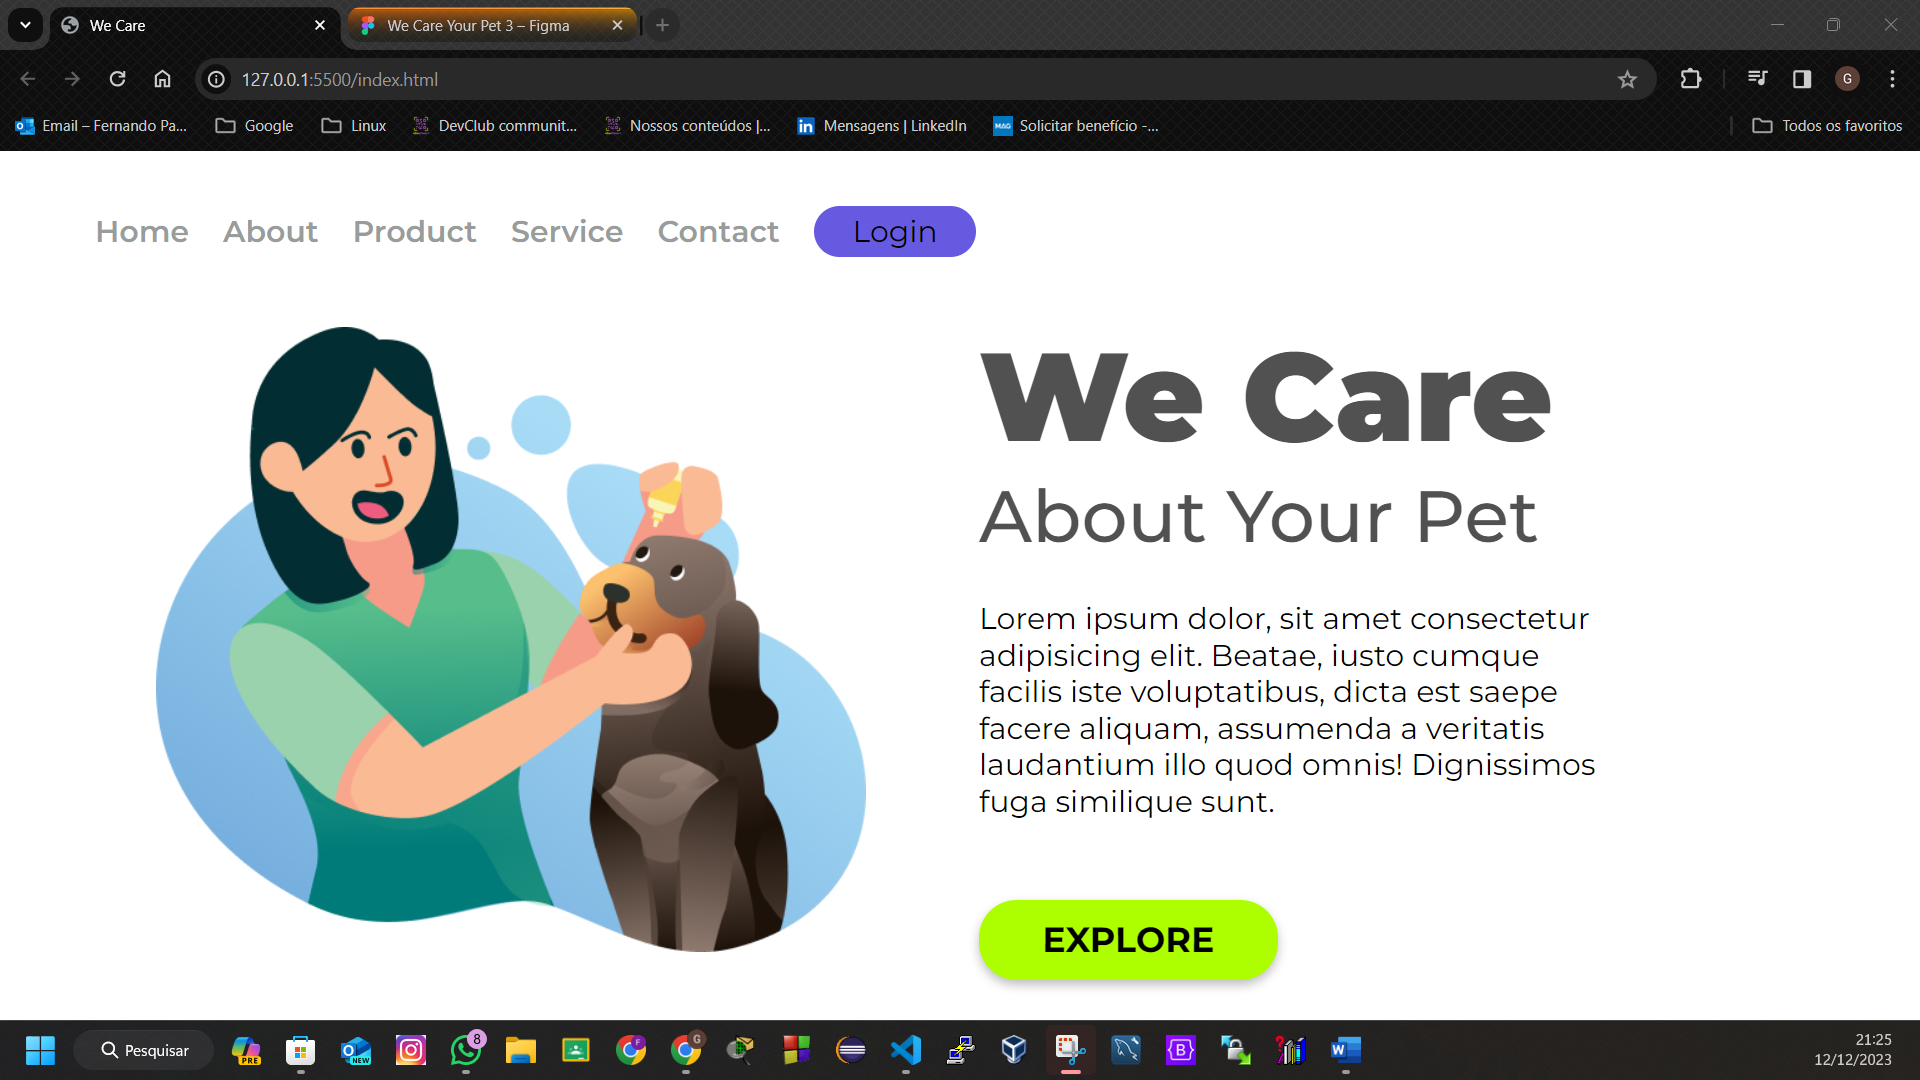 We Care
We Care Your Pet 3 – Figma
127.0.0.1:5500/index.html
G
Email – Fernando Pa...
Google
Linux
DevClub communit...
Nossos conteúdos |...
Mensagens | LinkedIn
Solicitar benefício -...
Todos os favoritos
Home About Product Service Contact Login
We Care
About Your Pet
Lorem ipsum dolor, sit amet consectetur
adipisicing elit. Beatae, iusto cumque
facilis iste voluptatibus, dicta est saepe
facere aliquam, assumenda a veritatis
laudantium illo quod omnis! Dignissimos
fuga similique sunt.
EXPLORE
Pesquisar
PRE
NEW
8
F
G
21:25
12/12/2023